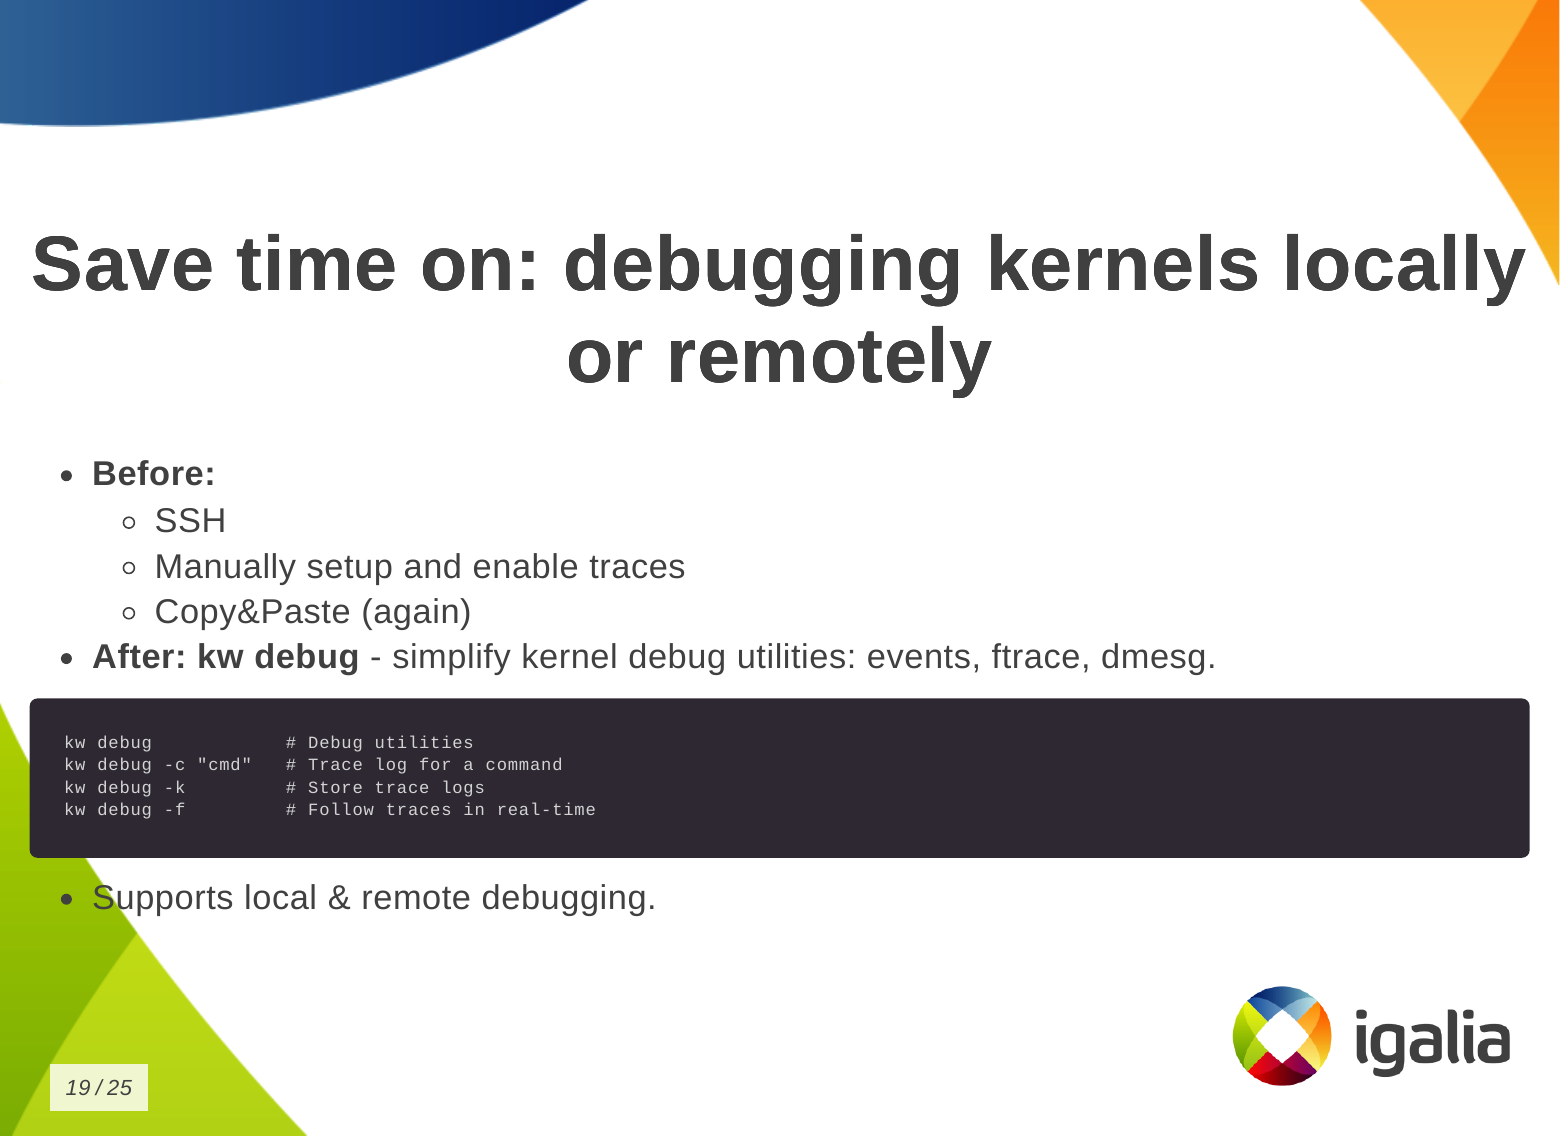 Save time on: debugging kernels locally
or remotely
Before:
SSH
Manually setup and enable traces
Copy&Paste (again)
After: kw debug - simplify kernel debug utilities: events, ftrace, dmesg.
kw debug            # Debug utilities
kw debug -c "cmd"   # Trace log for a command
kw debug -k         # Store trace logs
kw debug -f         # Follow traces in real-time
Supports local & remote debugging.
igalia
19 / 25